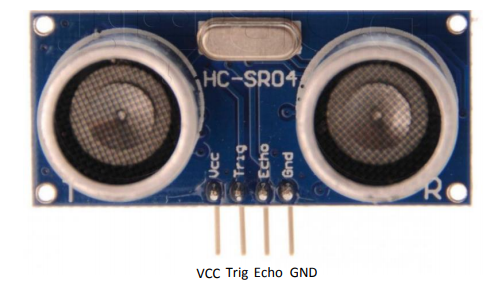 HC-SR04
Vcc
Trig
Echo
Gnd
T
R
VCC Trig Echo GND